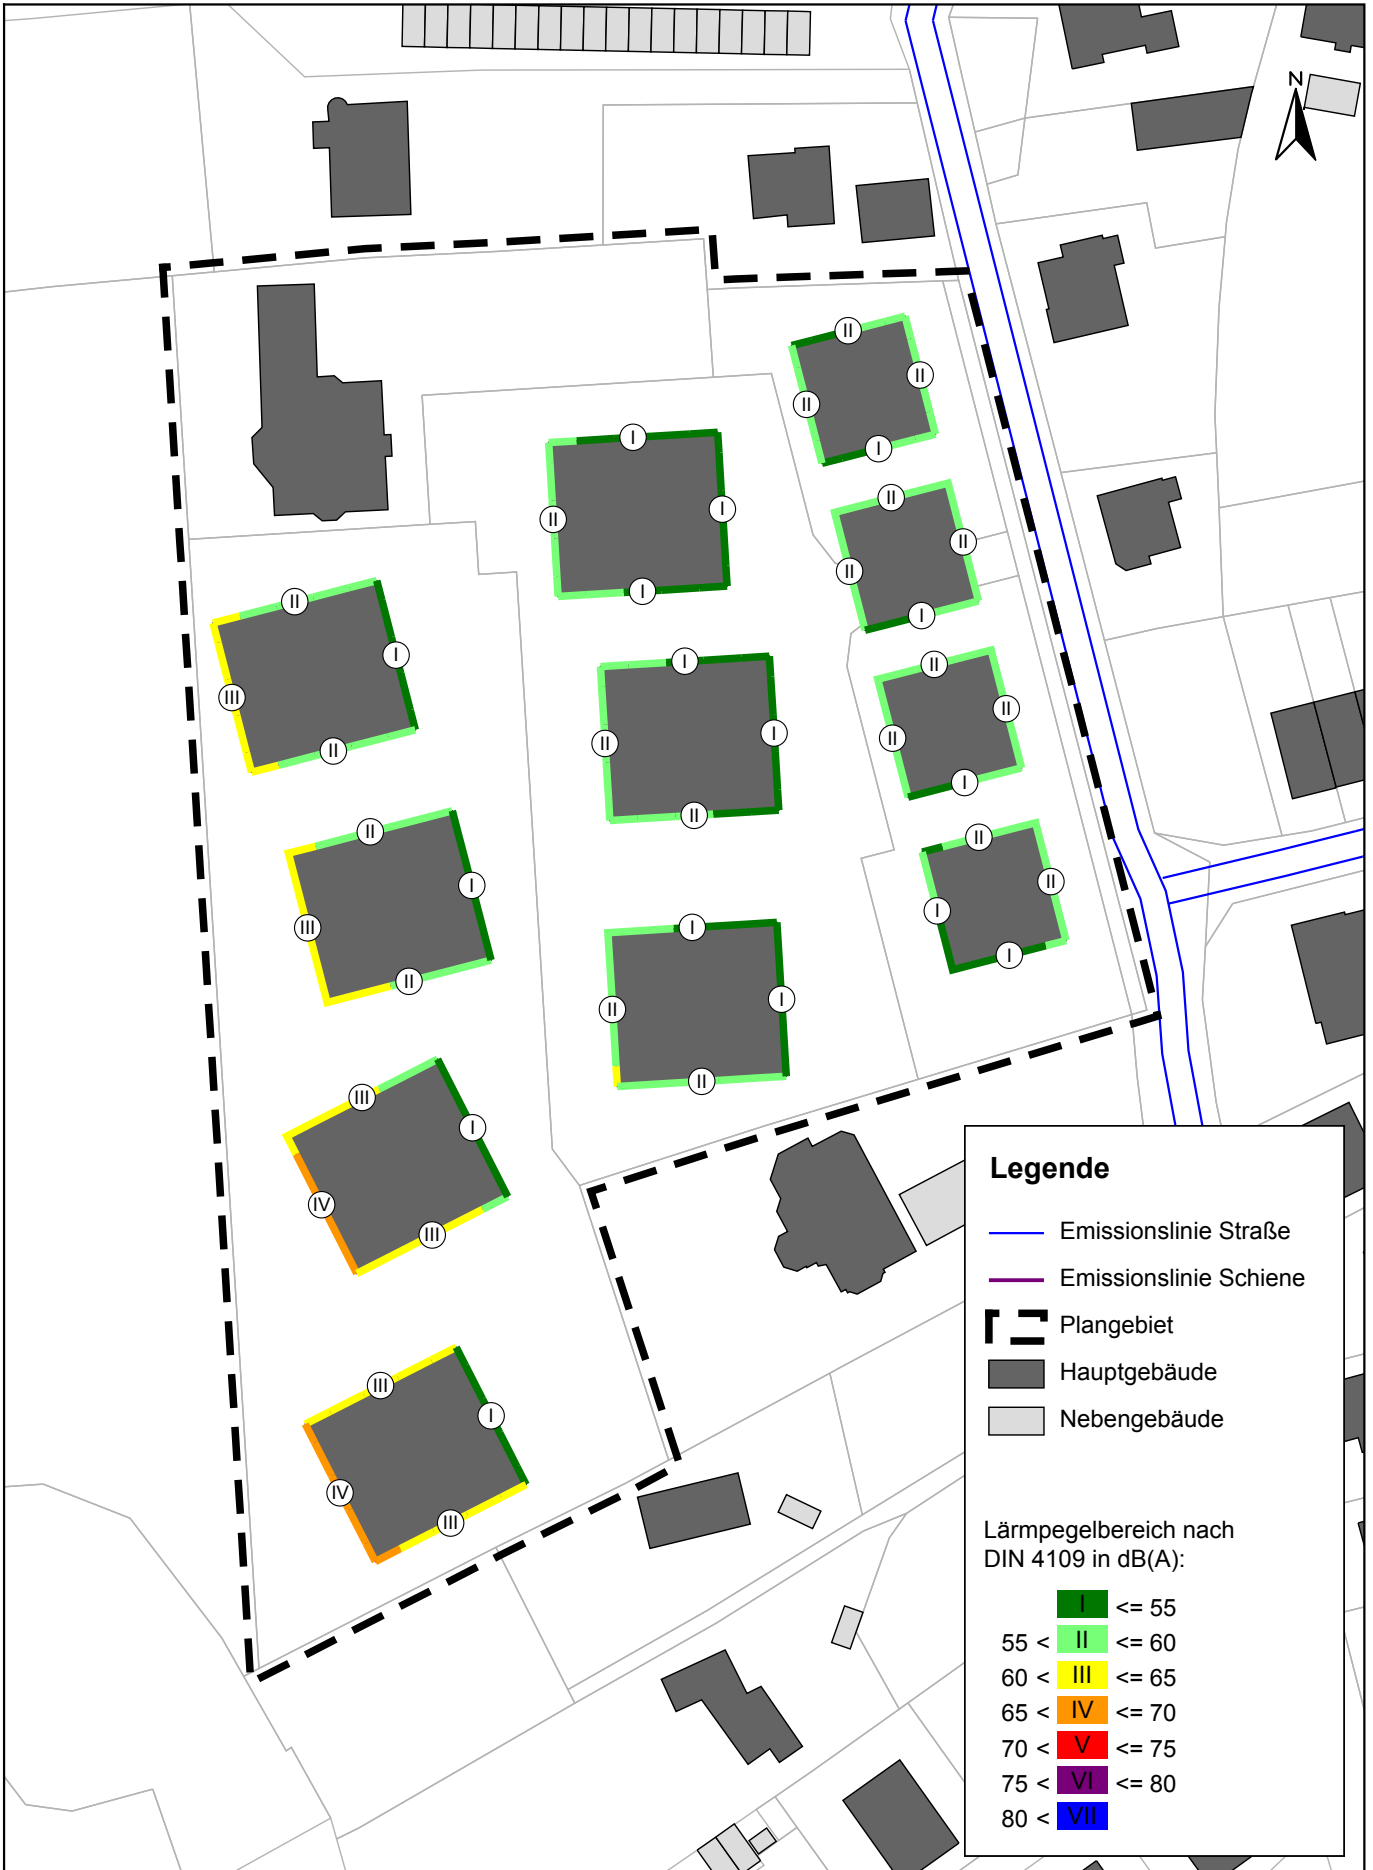 N
II
II
II
I
I
II
I
I
II
II
II
I
II
I
III
II
I
II
I
II
II
II
II
I
II
I
III
II
II
II
I
I
I
I
II
I
II
III
I
IV
III
III
I
IV
III
Legende
Emissionslinie Straße
Emissionslinie Schiene
Plangebiet
Hauptgebäude
Nebengebäude
Lärmpegelbereich nach
DIN 4109 in dB(A):
I <= 55
55 < II <= 60
60 < III <= 65
65 < IV <= 70
70 < V <= 75
75 < VI <= 80
80 < VII